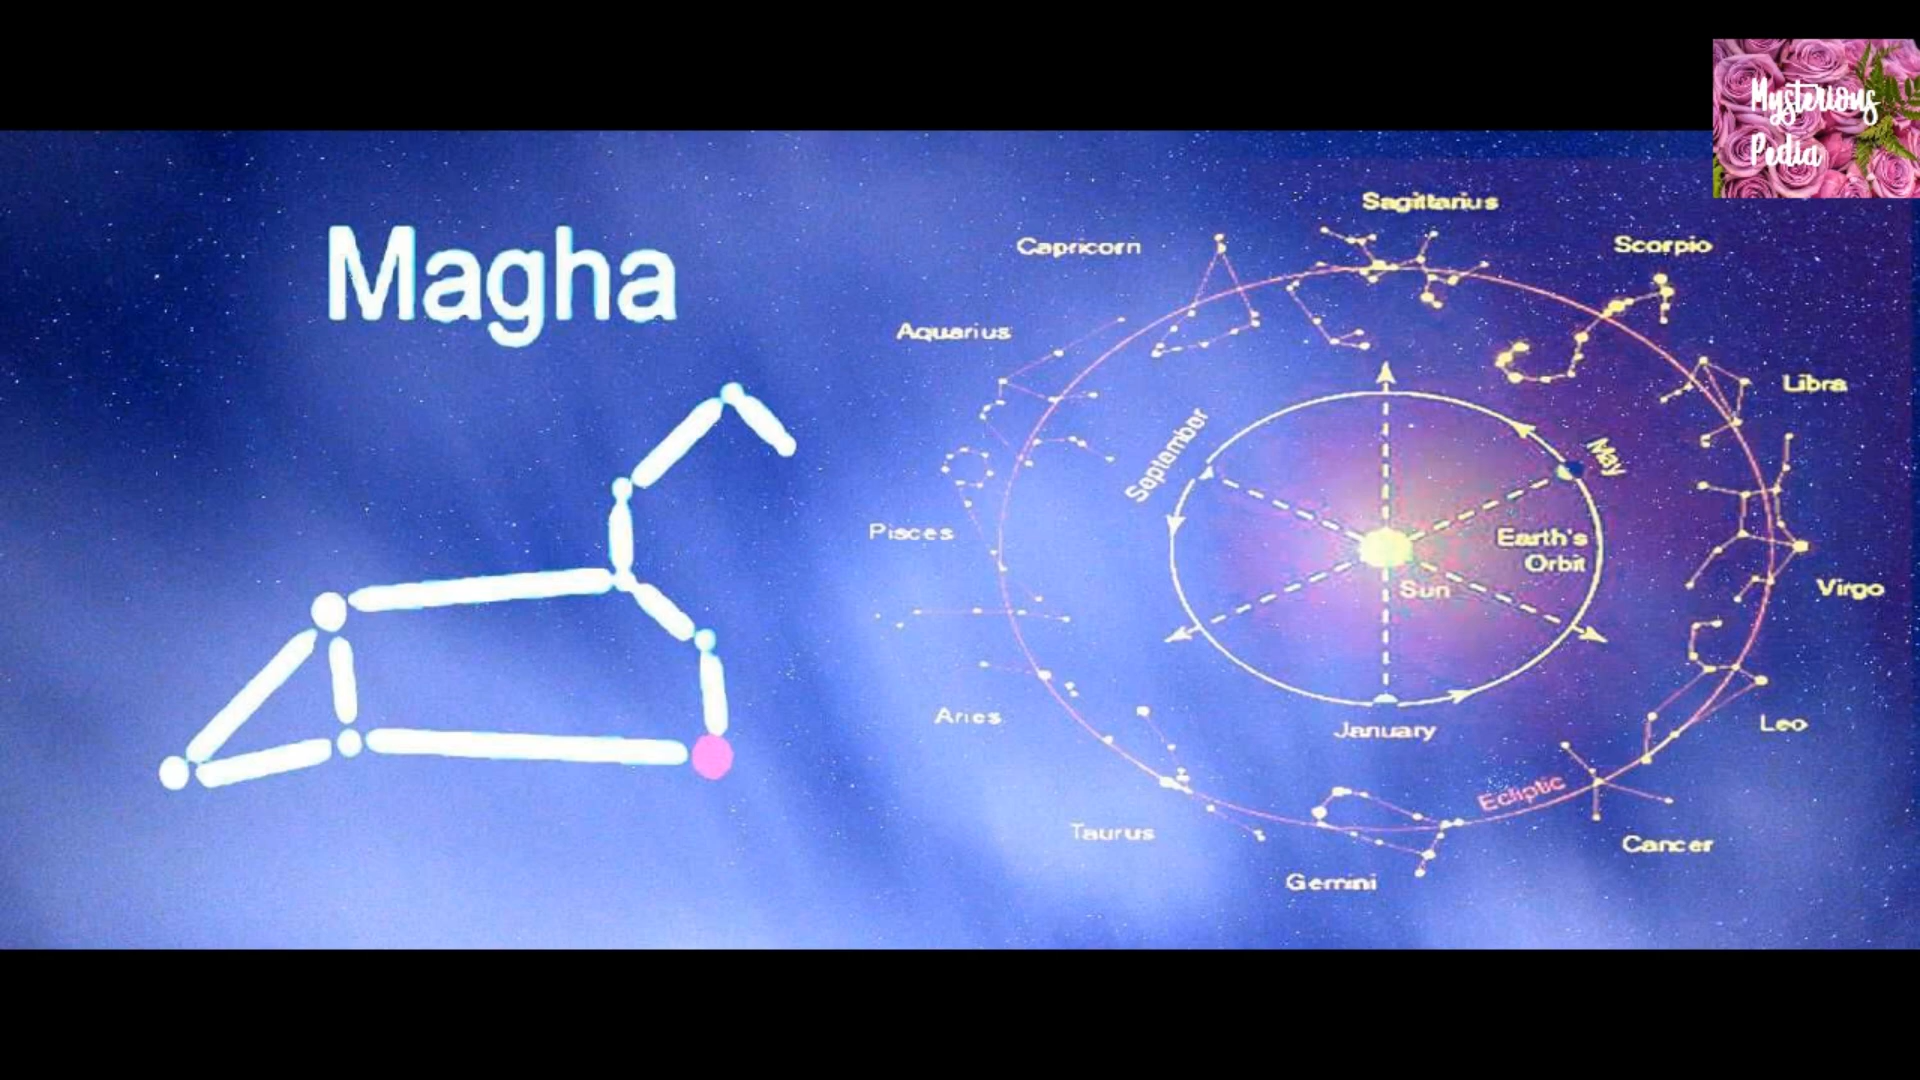 Mysterious
Pedia
Magha
Sagittarius
Capricorn
Scorpio
Aquarius
Libra
September
May
Pisces
Earth's
Orbit
Sun
Virgo
Aries
Leo
January
Ecliptic
Taurus
Cancer
Gemini